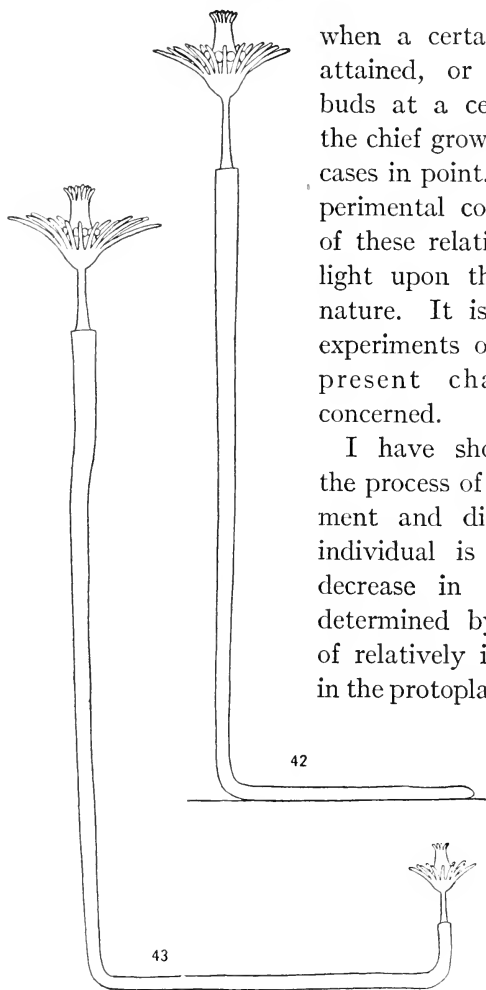 when a certa
attained, or
buds at a ce
the chief grow
cases in point.
perimental co
of these relati
light upon th
nature. It is
experiments o
present cha
concerned.
I have sho
the process of
ment and di
individual is
decrease in
determined by
of relatively i
in the protopla
42
43